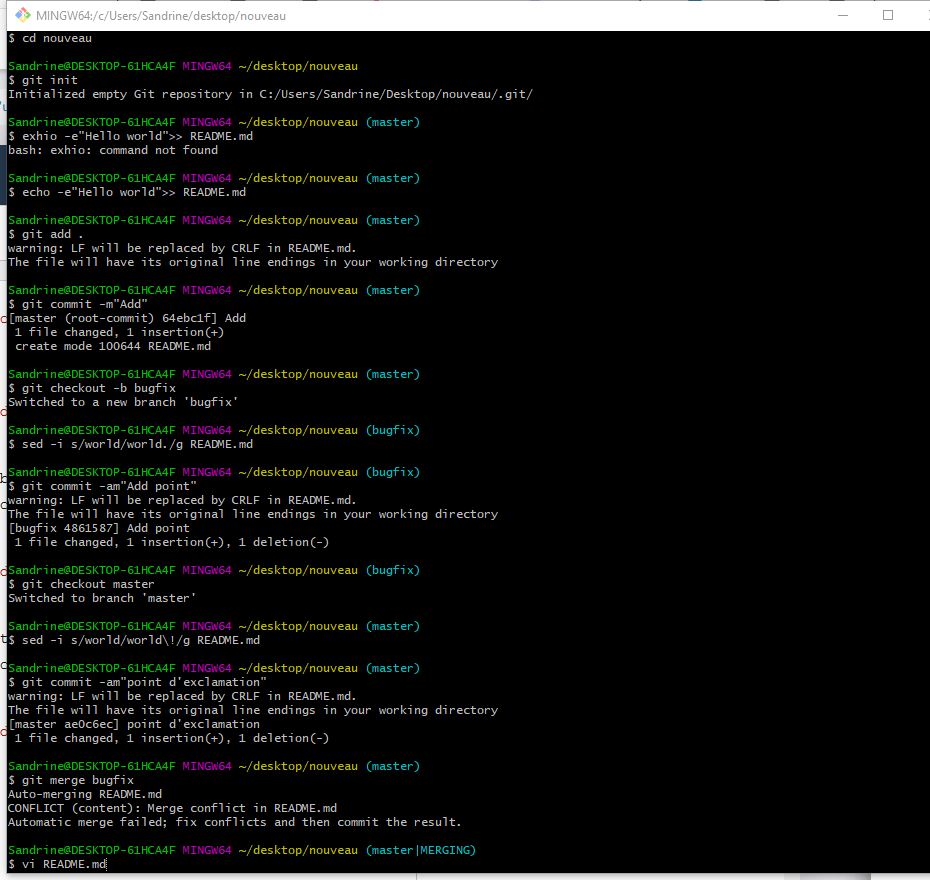 MINGW64:/c/Users/Sandrine/desktop/nouveau
$ cd nouveau
Sandrine@DESKTOP-61HCA4F MINGW64 ~/desktop/nouveau
$ git init
Initialized empty Git repository in C:/Users/Sandrine/Desktop/nouveau/.git/
Sandrine@DESKTOP-61HCA4F MINGW64 ~/desktop/nouveau (master)
$ exhio -e"Hello world">> README.md
bash: exhio: command not found
Sandrine@DESKTOP-61HCA4F MINGW64 ~/desktop/nouveau (master)
$ echo -e"Hello world">> README.md
Sandrine@DESKTOP-61HCA4F MINGW64 ~/desktop/nouveau (master)
$ git add .
warning: LF will be replaced by CRLF in README.md.
The file will have its original line endings in your working directory
Sandrine@DESKTOP-61HCA4F MINGW64 ~/desktop/nouveau (master)
$ git commit -m"Add"
[master (root-commit) 64ebc1f] Add
1 file changed, 1 insertion(+)
create mode 100644 README.md
Sandrine@DESKTOP-61HCA4F MINGW64 ~/desktop/nouveau (master)
$ git checkout -b bugfix
Switched to a new branch 'bugfix'
Sandrine@DESKTOP-61HCA4F MINGW64 ~/desktop/nouveau (bugfix)
$ sed -i s/world/world./g README.md
Sandrine@DESKTOP-61HCA4F MINGW64 ~/desktop/nouveau (bugfix)
$ git commit -am"Add point"
warning: LF will be replaced by CRLF in README.md.
The file will have its original line endings in your working directory
[bugfix 4861587] Add point
1 file changed, 1 insertion(+), 1 deletion(-)
Sandrine@DESKTOP-61HCA4F MINGW64 ~/desktop/nouveau (bugfix)
$ git checkout master
Switched to branch 'master'
Sandrine@DESKTOP-61HCA4F MINGW64 ~/desktop/nouveau (master)
$ sed -i s/world/world\!/g README.md
Sandrine@DESKTOP-61HCA4F MINGW64 ~/desktop/nouveau (master)
$ git commit -am"point d'exclamation"
warning: LF will be replaced by CRLF in README.md.
The file will have its original line endings in your working directory
[master ae0c6ec] point d'exclamation
1 file changed, 1 insertion(+), 1 deletion(-)
Sandrine@DESKTOP-61HCA4F MINGW64 ~/desktop/nouveau (master)
$ git merge bugfix
Auto-merging README.md
CONFLICT (content): Merge conflict in README.md
Automatic merge failed; fix conflicts and then commit the result.
Sandrine@DESKTOP-61HCA4F MINGW64 ~/desktop/nouveau (master|MERGING)
$ vi README.md